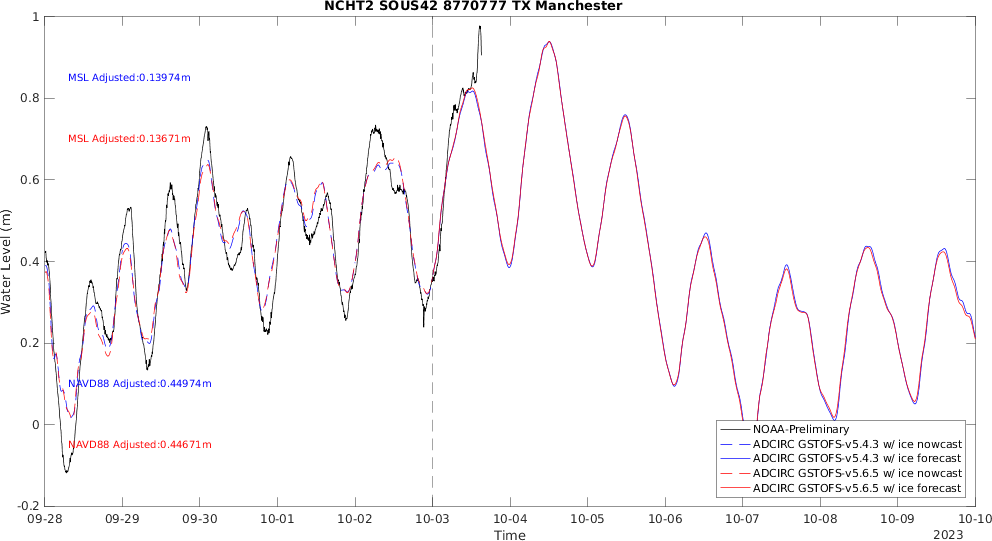 NCHT2 SOUS42 8770777 TX Manchester
1
0.8
0.6
0.4
0.2
0
-0.2
Water Level (m)
MSL Adjusted:0.13974m
MSL Adjusted:0.13671m
NAVD88 Adjusted:0.44974m
NAVD88 Adjusted:0.44671m
NOAA-Preliminary
ADCIRC GSTOFS-v5.4.3 w/ ice nowcast
ADCIRC GSTOFS-v5.4.3 w/ ice forecast
ADCIRC GSTOFS-v5.6.5 w/ ice nowcast
ADCIRC GSTOFS-v5.6.5 w/ ice forecast
09-28 09-29 09-30 10-01 10-02 10-03 10-04 10-05 10-06 10-07 10-08 10-09 10-10
Time
2023